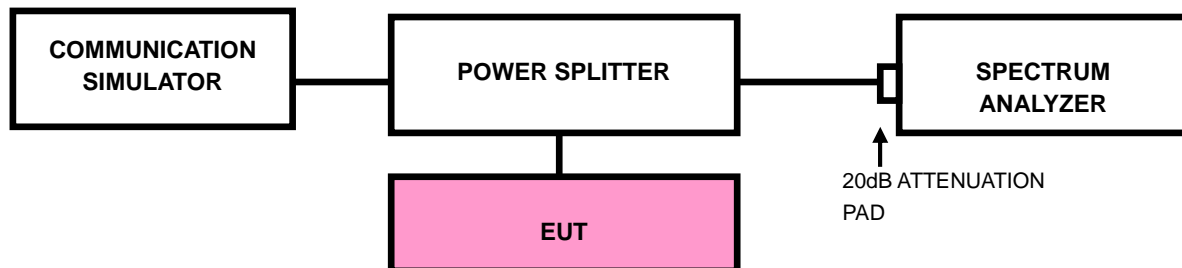 COMMUNICATION
SIMULATOR
POWER SPLITTER
SPECTRUM
ANALYZER
20dB ATTENUATION
PAD
EUT